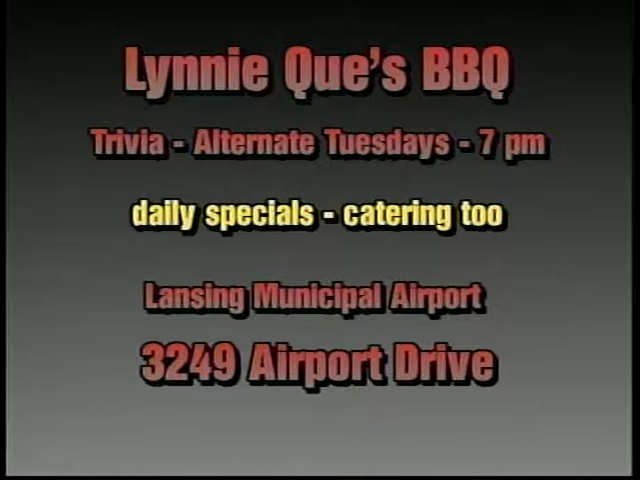 Lynnie Que's BBQ
Trivia - Alternate Tuesdays - 7 pm
daily specials - catering too
Lansing Municipal Airport
3249 Airport Drive